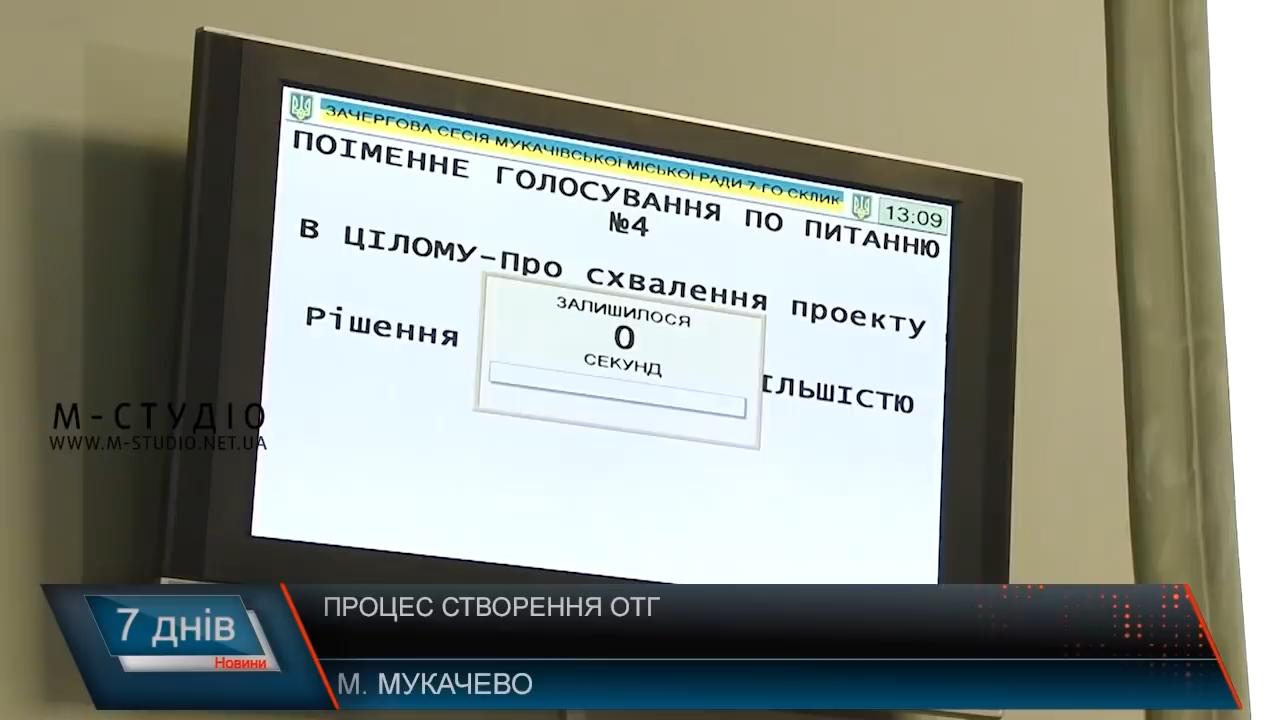 ЗАЧЕРГОВА СЕСІЯ МУКАЧІВСЬКОЇ МІСЬКОЇ РАДИ 7-ГО СКЛИК
13:09
ПОІМЕННЕ ГОЛОСУВАННЯ ПО ПИТАННЮ
№4
В ЦІЛОМУ-про схвалення проекту
Рішення ІЛЬШІСТЮ
ЗАЛИШИЛОСЯ
0
СЕКУНД
М-СТУДІО
WWW.M-STUDIO.NET.UA
7 днів
Новини
ПРОЦЕС СТВОРЕННЯ ОТГ
М. МУКАЧЕВО